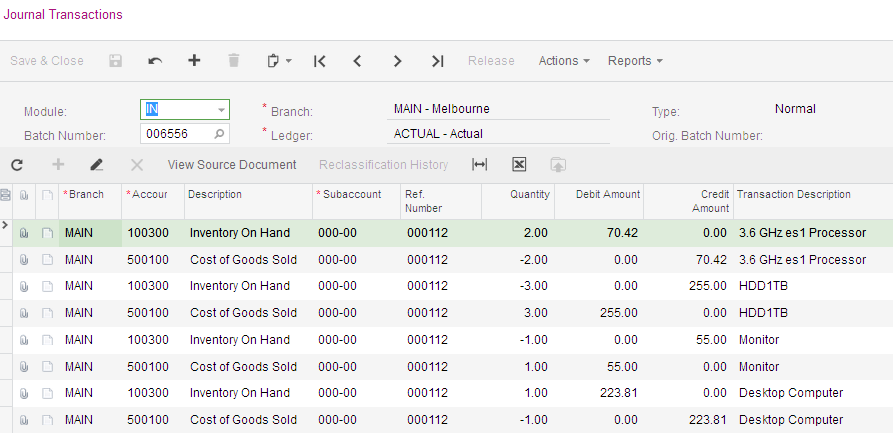 Journal Transactions
Save & Close Release Actions Reports
Module: IN * Branch: MAIN - Melbourne Type: Normal
Batch Number: 006556 * Ledger: ACTUAL - Actual Orig. Batch Number:
View Source Document Reclassification History
* Branch * Accour Description * Subaccount Ref. Number Quantity Debit Amount Credit Amount Transaction Description
MAIN 100300 Inventory On Hand 000-00 000112 2.00 70.42 0.00 3.6 GHz es1 Processor
MAIN 500100 Cost of Goods Sold 000-00 000112 -2.00 0.00 70.42 3.6 GHz es1 Processor
MAIN 100300 Inventory On Hand 000-00 000112 -3.00 0.00 255.00 HDD1TB
MAIN 500100 Cost of Goods Sold 000-00 000112 3.00 255.00 0.00 HDD1TB
MAIN 100300 Inventory On Hand 000-00 000112 -1.00 0.00 55.00 Monitor
MAIN 500100 Cost of Goods Sold 000-00 000112 1.00 55.00 0.00 Monitor
MAIN 100300 Inventory On Hand 000-00 000112 1.00 223.81 0.00 Desktop Computer
MAIN 500100 Cost of Goods Sold 000-00 000112 -1.00 0.00 223.81 Desktop Computer